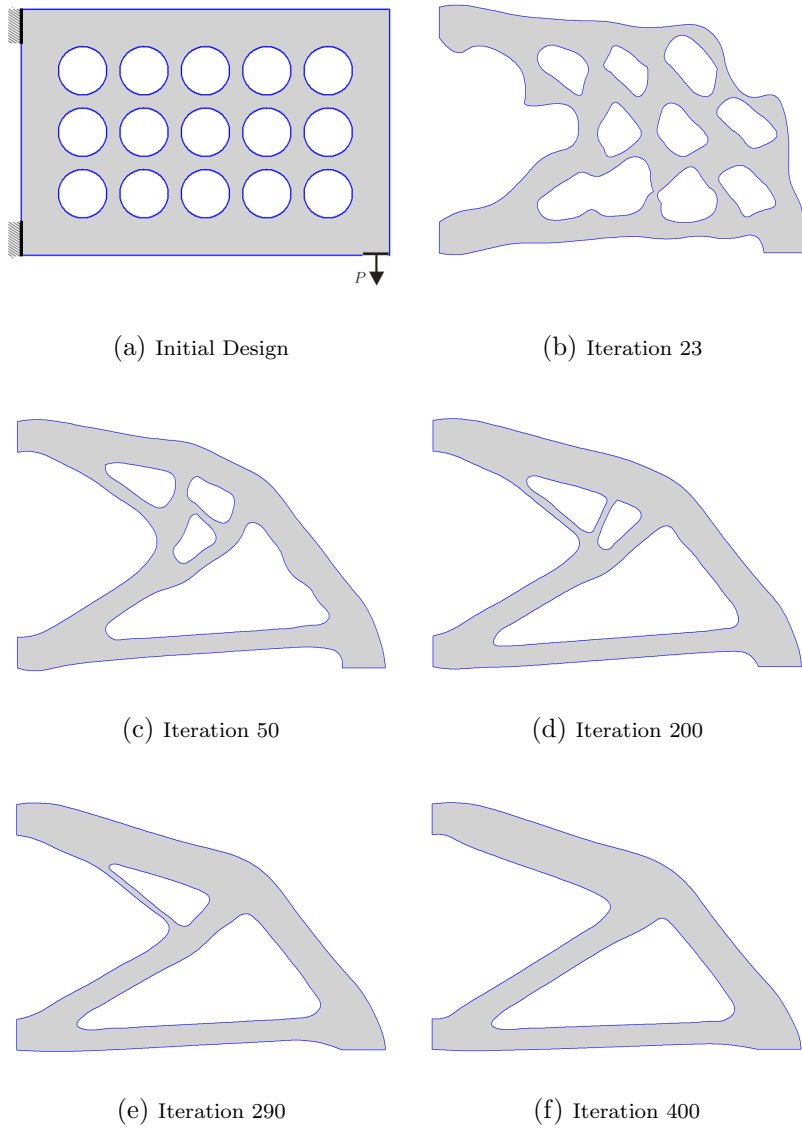 P
(a) Initial Design
(b) Iteration 23
(c) Iteration 50
(d) Iteration 200
(e) Iteration 290
(f) Iteration 400